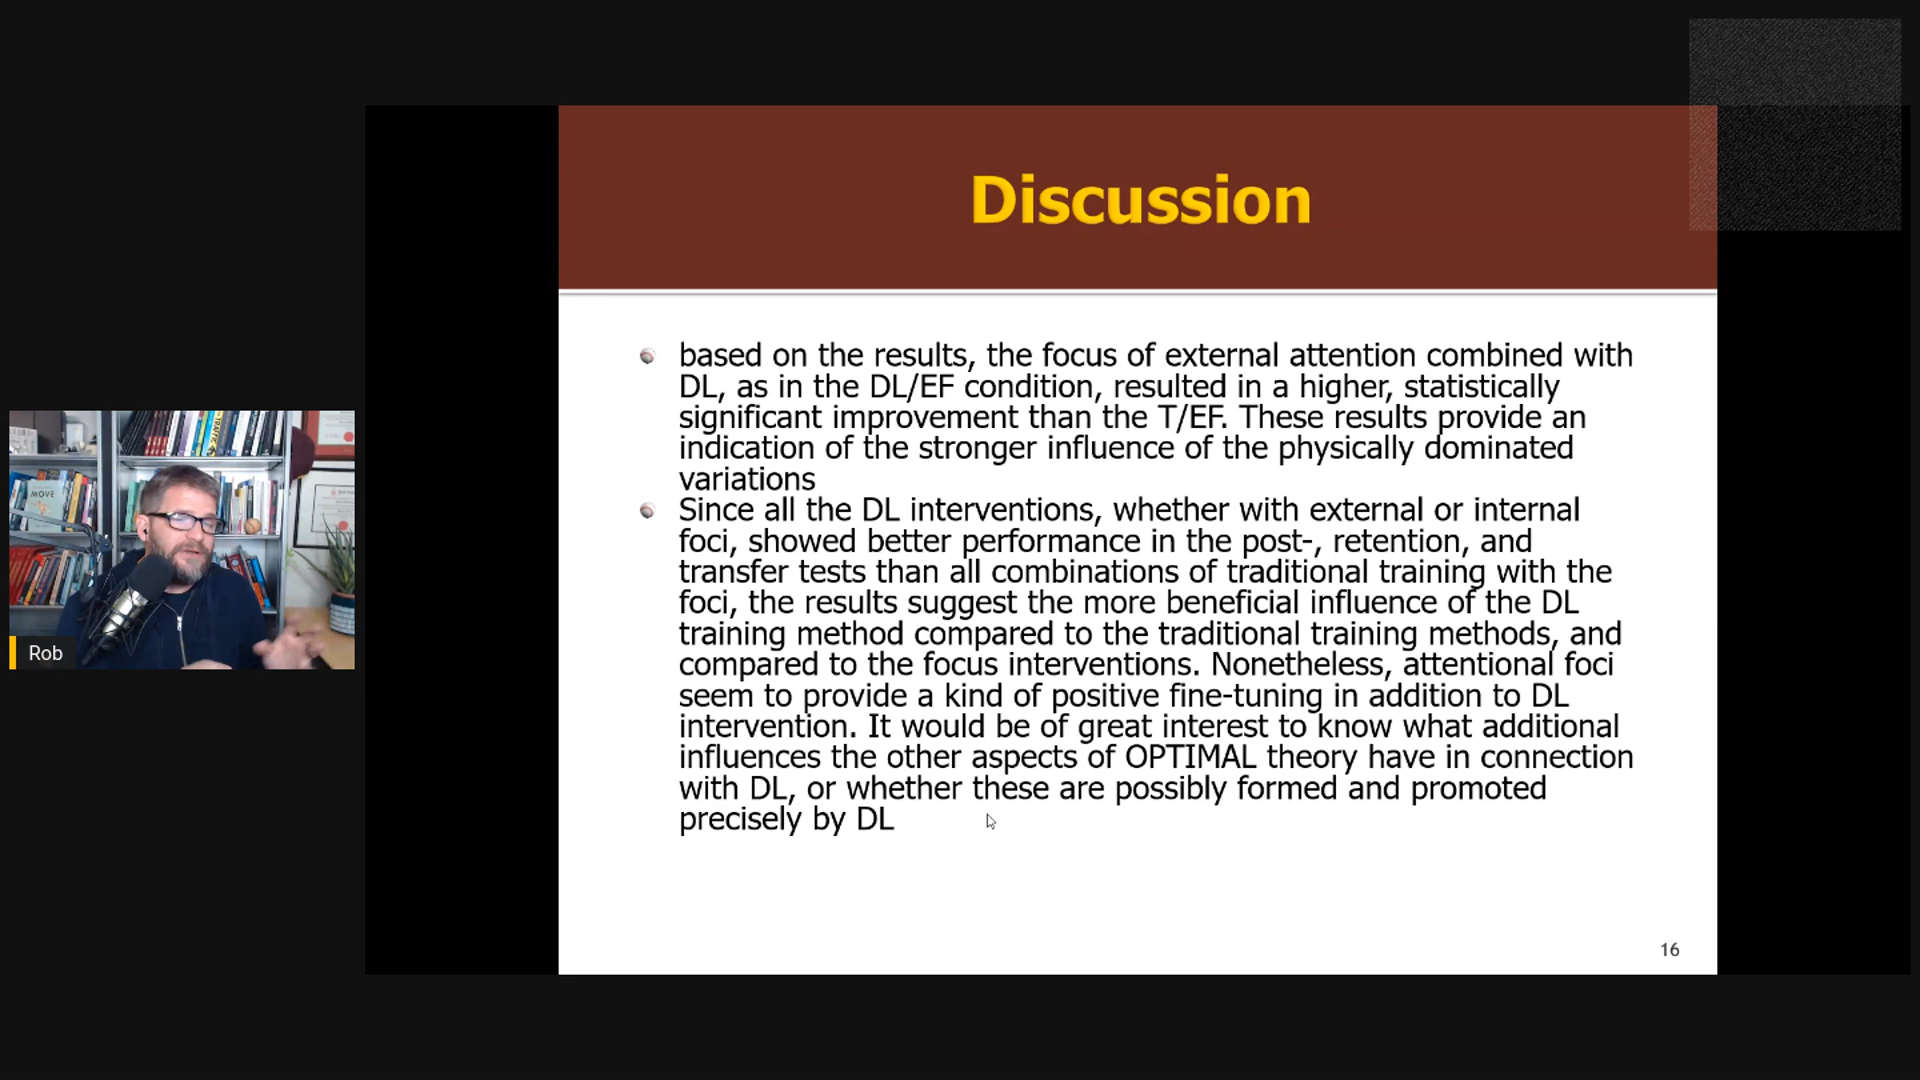 Discussion
based on the results, the focus of external attention combined with
DL, as in the DL/EF condition, resulted in a higher, statistically
significant improvement than the T/EF. These results provide an
indication of the stronger influence of the physically dominated
variations
Since all the DL interventions, whether with external or internal
foci, showed better performance in the post-, retention, and
transfer tests than all combinations of traditional training with the
foci, the results suggest the more beneficial influence of the DL
training method compared to the traditional training methods, and
compared to the focus interventions. Nonetheless, attentional foci
seem to provide a kind of positive fine-tuning in addition to DL
intervention. It would be of great interest to know what additional
influences the other aspects of OPTIMAL theory have in connection
with DL, or whether these are possibly formed and promoted
precisely by DL
16
MOVE
Rob